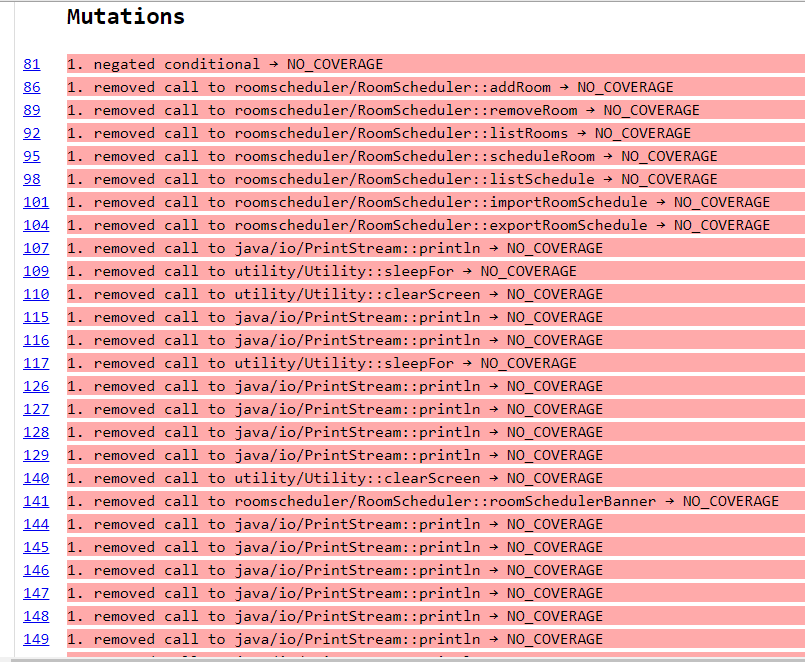 Mutations
81 1. negated conditional → NO_COVERAGE
86 1. removed call to roomscheduler/RoomScheduler::addRoom → NO_COVERAGE
89 1. removed call to roomscheduler/RoomScheduler::removeRoom → NO_COVERAGE
92 1. removed call to roomscheduler/RoomScheduler::listRooms → NO_COVERAGE
95 1. removed call to roomscheduler/RoomScheduler::scheduleRoom → NO_COVERAGE
98 1. removed call to roomscheduler/RoomScheduler::listSchedule → NO_COVERAGE
101 1. removed call to roomscheduler/RoomScheduler::importRoomSchedule → NO_COVERAGE
104 1. removed call to roomscheduler/RoomScheduler::exportRoomSchedule → NO_COVERAGE
107 1. removed call to java/io/PrintStream::println → NO_COVERAGE
109 1. removed call to utility/Utility::sleepFor → NO_COVERAGE
110 1. removed call to utility/Utility::clearScreen → NO_COVERAGE
115 1. removed call to java/io/PrintStream::println → NO_COVERAGE
116 1. removed call to java/io/PrintStream::println → NO_COVERAGE
117 1. removed call to utility/Utility::sleepFor → NO_COVERAGE
126 1. removed call to java/io/PrintStream::println → NO_COVERAGE
127 1. removed call to java/io/PrintStream::println → NO_COVERAGE
128 1. removed call to java/io/PrintStream::println → NO_COVERAGE
129 1. removed call to java/io/PrintStream::println → NO_COVERAGE
140 1. removed call to utility/Utility::clearScreen → NO_COVERAGE
141 1. removed call to roomscheduler/RoomScheduler::roomSchedulerBanner → NO_COVERAGE
144 1. removed call to java/io/PrintStream::println → NO_COVERAGE
145 1. removed call to java/io/PrintStream::println → NO_COVERAGE
146 1. removed call to java/io/PrintStream::println → NO_COVERAGE
147 1. removed call to java/io/PrintStream::println → NO_COVERAGE
148 1. removed call to java/io/PrintStream::println → NO_COVERAGE
149 1. removed call to java/io/PrintStream::println → NO_COVERAGE